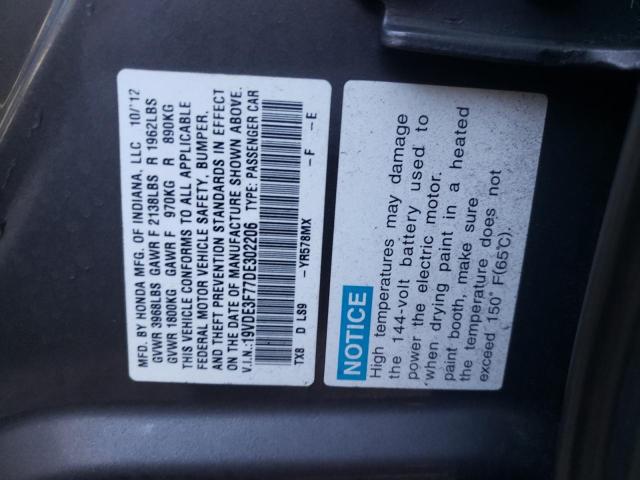 MFD. BY HONDA MFG. OF INDIANA, LLC 10/'12
GVWR 3968LBS GAWR F 2138LBS R 1962LBS
GVWR 1800KG GAWR F 970KG R 890KG
THIS VEHICLE CONFORMS TO ALL APPLICABLE
FEDERAL MOTOR VEHICLE SAFETY, BUMPER,
AND THEFT PREVENTION STANDARDS IN EFFECT
ON THE DATE OF MANUFACTURE SHOWN ABOVE.
V.I.N.:19VDE3F77DE302206 TYPE: PASSENGER CAR
-YR578MX -F -E
TX8 D LS9
NOTICE
High temperatures may damage
the 144-volt battery used to
power the electric motor.
when drying paint in a heated
paint booth, make sure
the temperature does not
exceed 150° F(65℃).